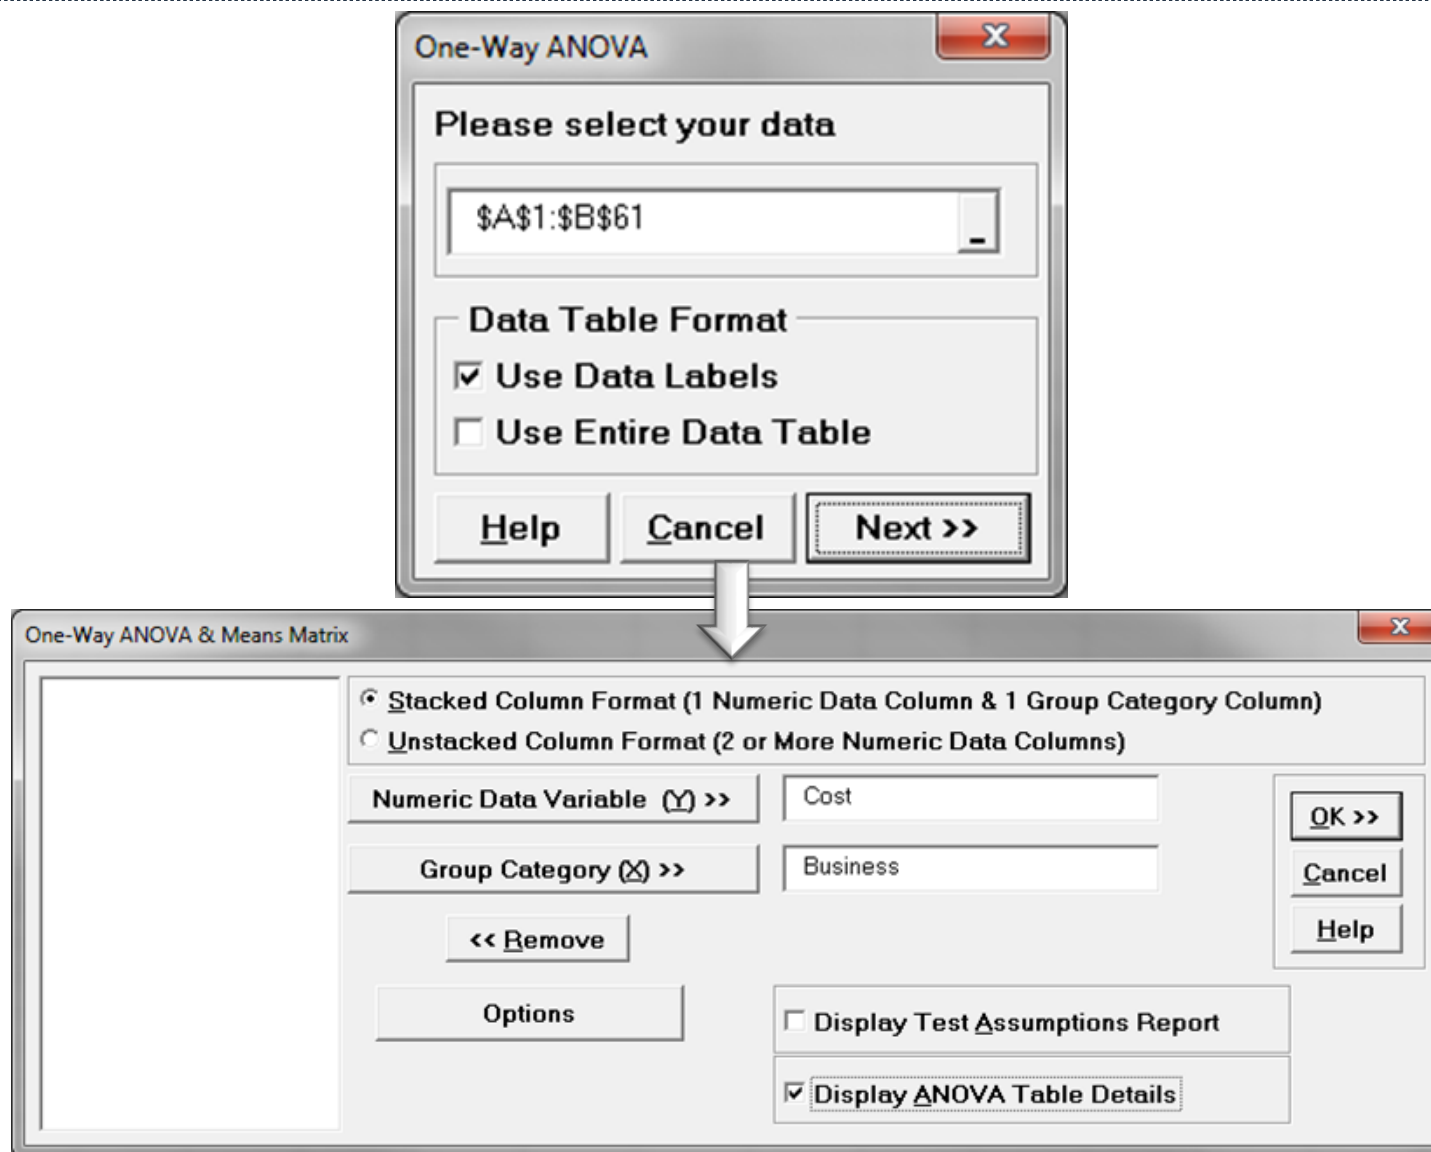 One-Way ANOVA
Please select your data
$A$1:$B$61
Data Table Format
Use Data Labels
Use Entire Data Table
Help Cancel Next >>
One-Way ANOVA & Means Matrix
Stacked Column Format (1 Numeric Data Column & 1 Group Category Column)
Unstacked Column Format (2 or More Numeric Data Columns)
Numeric Data Variable (Y) >> Cost
OK >>
Group Category (X) >> Business
Cancel
<< Remove
Help
Options
Display Test Assumptions Report
Display ANOVA Table Details